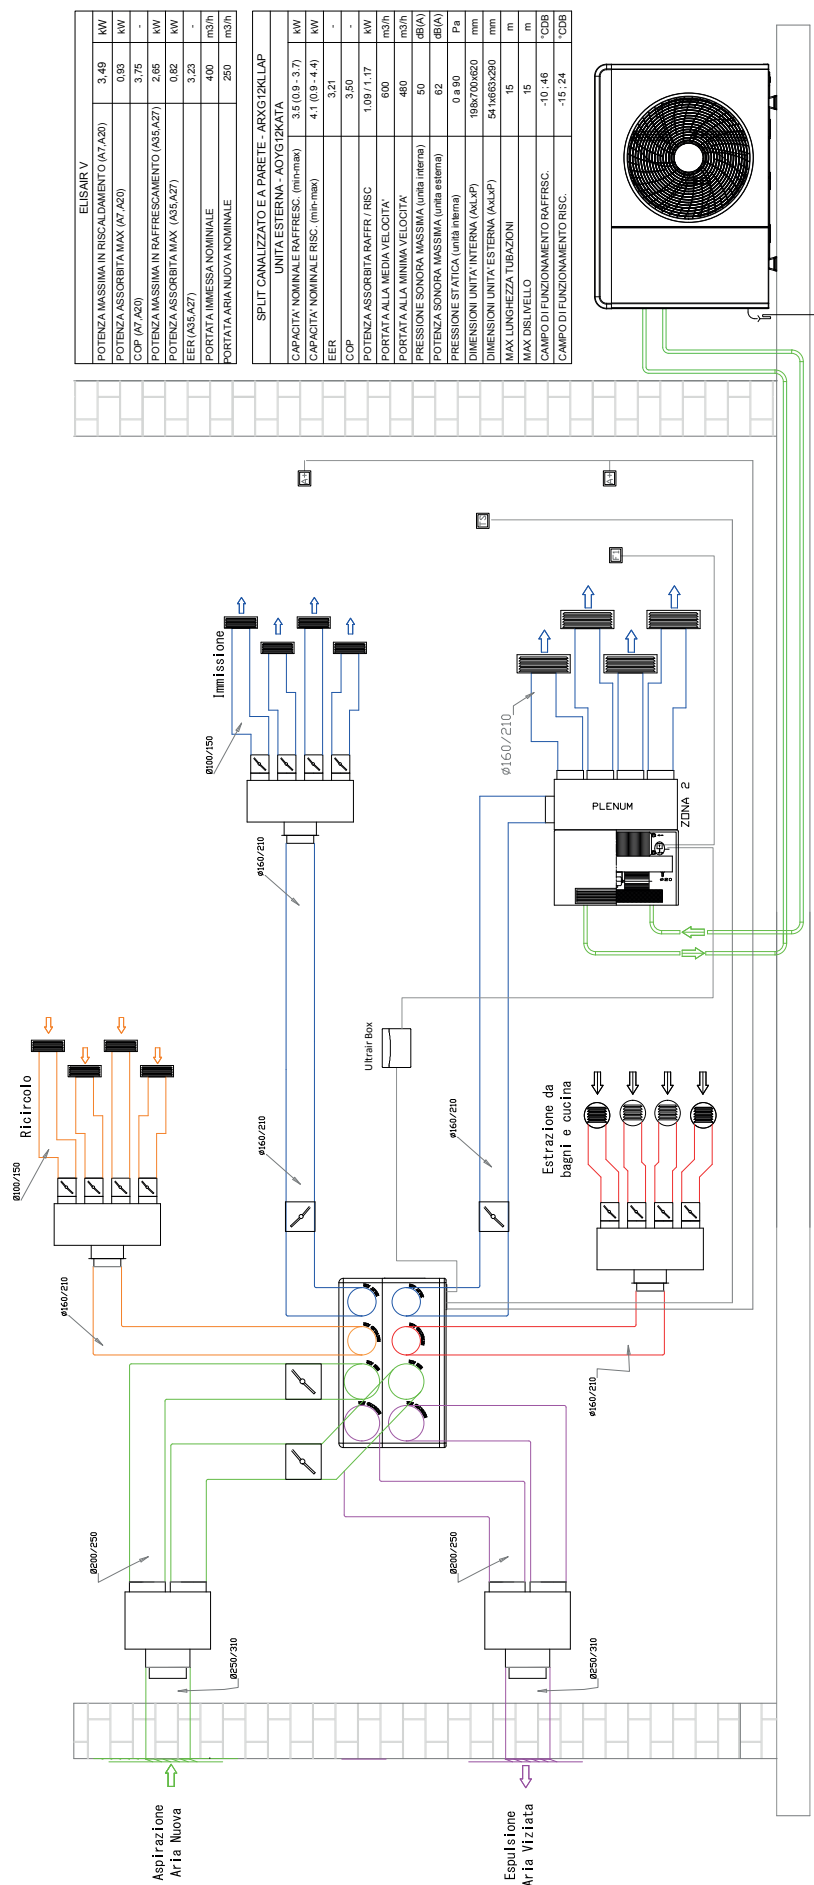 ELISAIR V
POTENZA MASSIMA IN RISCALDAMENTO (A7,A20) 3,49 kW
POTENZA ASSORBITA MAX (A7,A20) 0,93 kW
COP (A7,A20) 3,75 -
POTENZA MASSIMA IN RAFFRESCAMENTO (A35,A27) 2,65 kW
POTENZA ASSORBITA MAX (A35,A27) 0,82 kW
EER (A35,A27) 3,23 -
PORTATA IMMESSA NOMINIALE 400 m3/h
PORTATA ARIA NUOVA NOMINALE 250 m3/h
SPLIT CANALIZZATO E A PARETE - ARXG12KLLAP
UNITA ESTERNA - AOYG12KATA
CAPACITA' NOMINALE RAFFRESC. (min-max) 3.5 (0.9 - 3.7) kW
CAPACITA' NOMINALE RISC. (min-max) 4.1 (0.9 - 4.4) kW
EER 3,21 -
COP 3,50 -
POTENZA ASSORBITA RAFFR / RISC 1.09 / 1.17 kW
PORTATA ALLA MEDIA VELOCITA' 600 m3/h
PORTATA ALLA MINIMA VELOCITA' 480 m3/h
PRESSIONE SONORA MASSIMA (unita interna) 50 dB(A)
POTENZA SONORA MASSIMA (unita esterna) 62 dB(A)
PRESSIONE STATICA (unità interna) 0 a 90 Pa
DIMENSIONI UNITA' INTERNA (AxLxP) 198x700x620 mm
DIMENSIONI UNITA' ESTERNA (AxLxP) 541x663x290 mm
MAX LUNGHEZZA TUBAZIONI 15 m
MAX DISLIVELLO 15 m
CAMPO DI FUNZIONAMENTO RAFFRSC. -10 ; 46 °CDB
CAMPO DI FUNZIONAMENTO RISC. -15 ; 24 °CDB
A+
A+
TS
FI
Immissione
Ø100/150
Ø160/210
Ø160/210
PLENUM
ZONA 2
Ø160/210
Ultrair Box
Ricircolo
Ø100/150
Ø160/210
Ø160/210
Estrazione da
bagni e cucina
Ø160/210
Ø160/210
Ø200/250
Ø200/250
Ø250/310
Ø250/310
Aspirazione
Aria Nuova
Espulsione
Aria Viziata